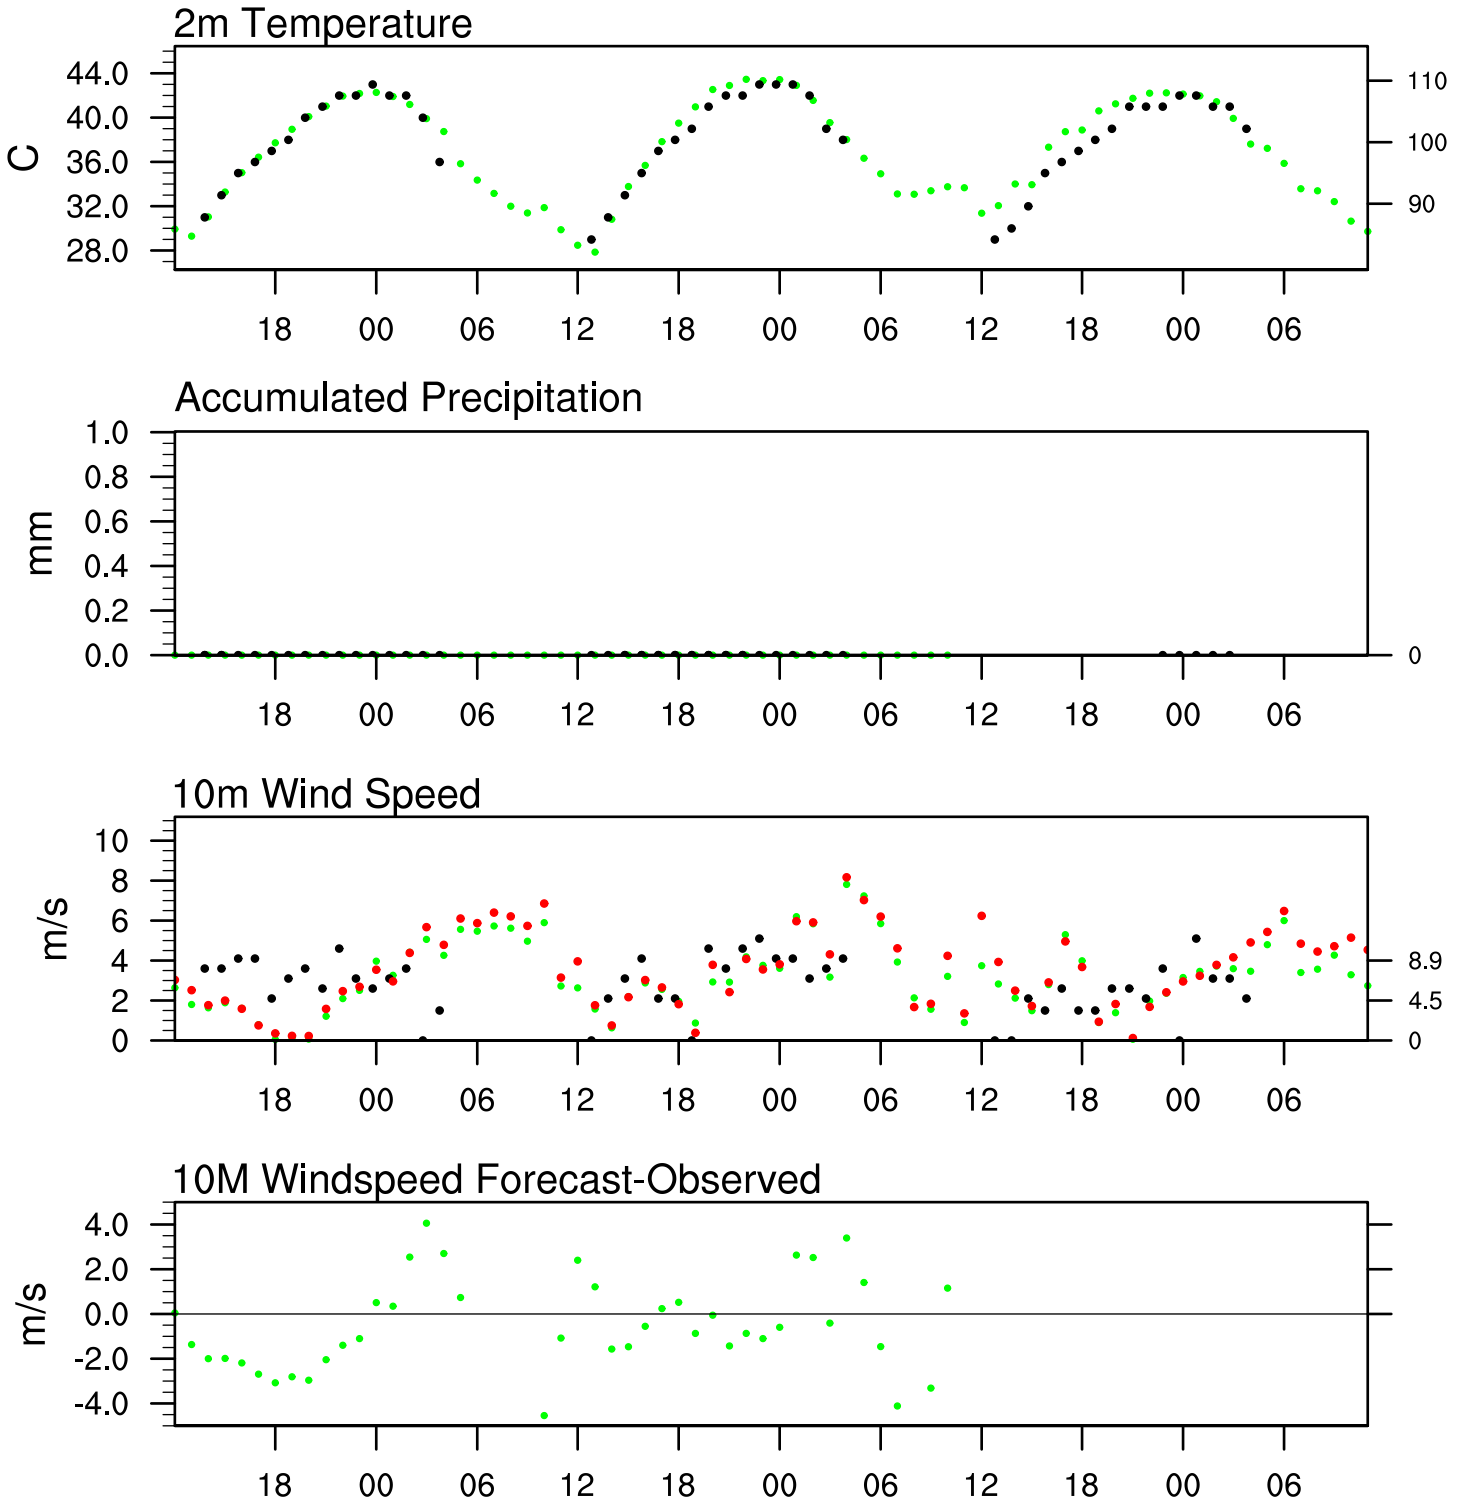 2m Temperature
44.0
40.0
36.0
32.0
28.0
C
110
100
90
18 00 06 12 18 00 06 12 18 00 06
Accumulated Precipitation
1.0
0.8
0.6
0.4
0.2
0.0
mm
0
18 00 06 12 18 00 06 12 18 00 06
10m Wind Speed
10
8
6
4
2
0
m/s
8.9
4.5
0
18 00 06 12 18 00 06 12 18 00 06
10M Windspeed Forecast-Observed
4.0
2.0
0.0
-2.0
-4.0
m/s
18 00 06 12 18 00 06 12 18 00 06